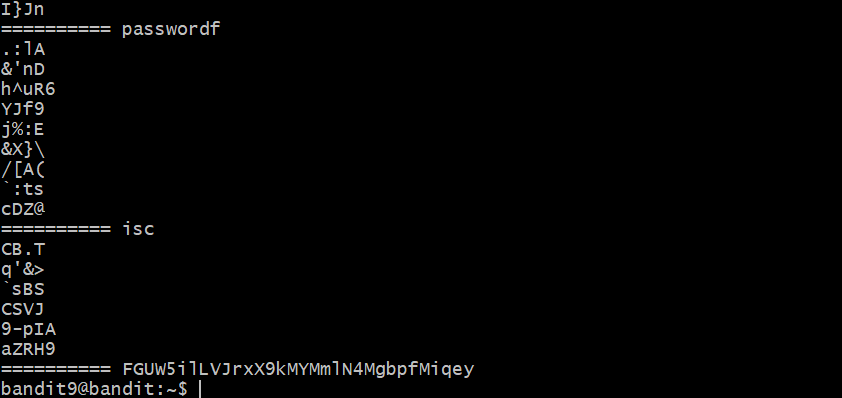 I}Jn
========== passwordf
.:lA
&'nD
h^uR6
YJf9
j%:E
&X}\
/[A(
`:ts
cDZ@
========== isc
CB.T
q'&>
`sBS
CSVJ
9-pIA
aZRH9
========== FGUW5ilLVJrxX9kMYMmlN4MgbpfMiqey
bandit9@bandit:~$